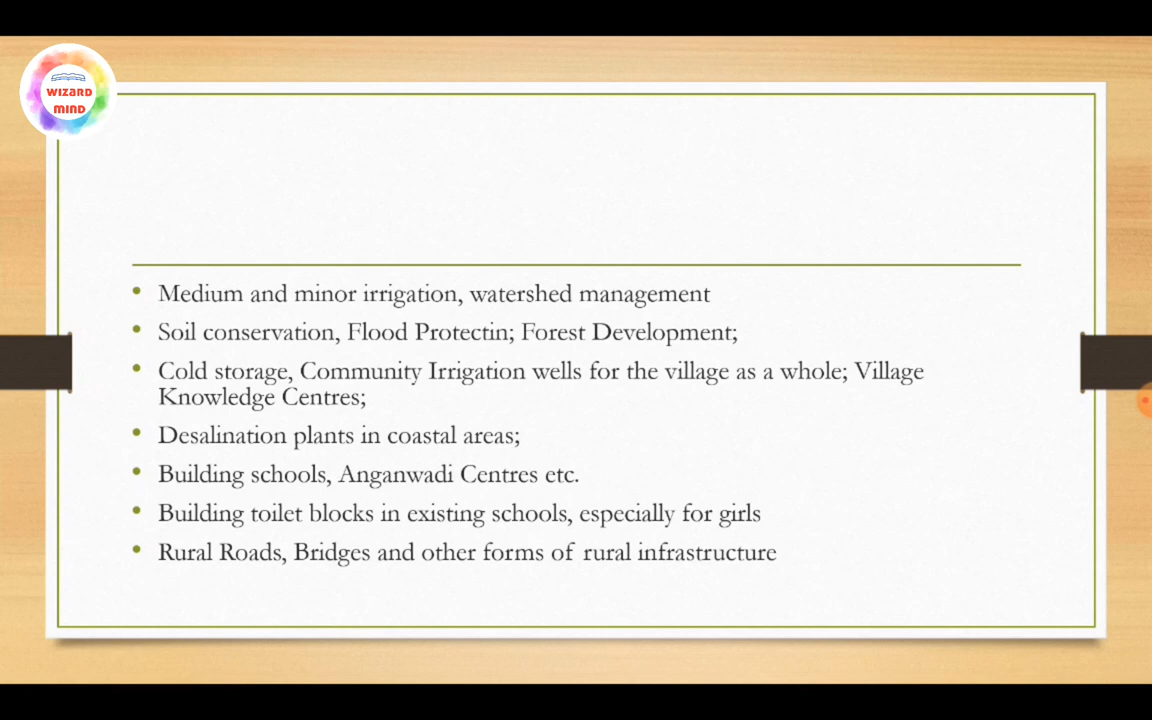 WIZARD
MIND
• Medium and minor irrigation, watershed management
• Soil conservation, Flood Protectin; Forest Development;
• Cold storage, Community Irrigation wells for the village as a whole; Village
Knowledge Centres;
• Desalination plants in coastal areas;
• Building schools, Anganwadi Centres etc.
• Building toilet blocks in existing schools, especially for girls
• Rural Roads, Bridges and other forms of rural infrastructure